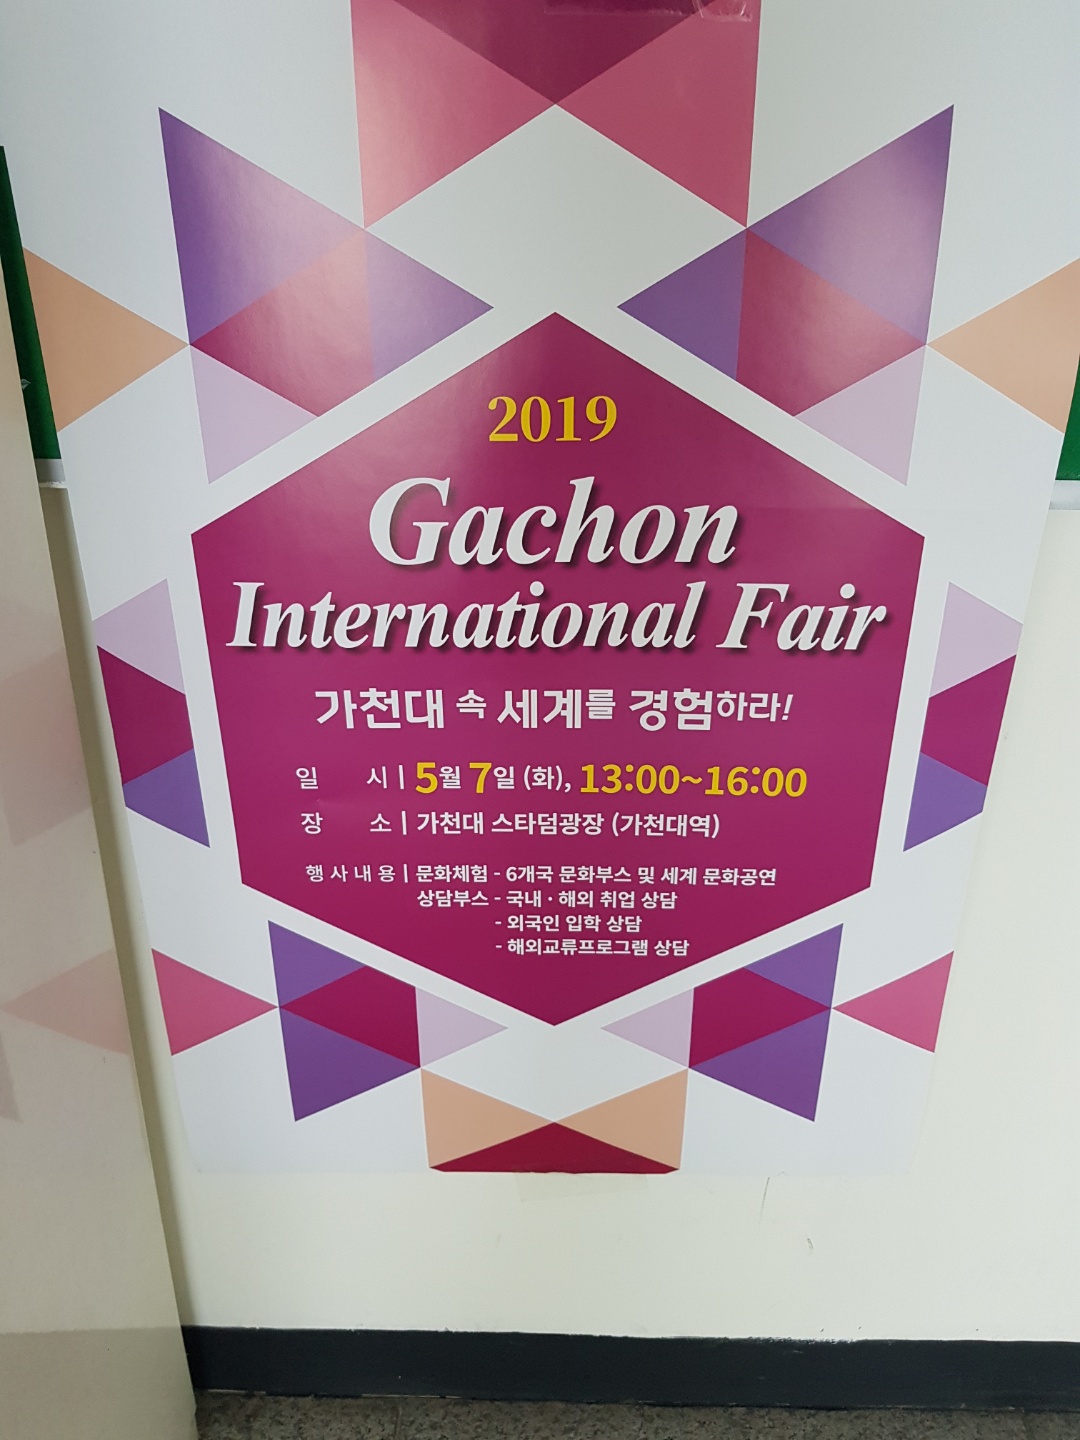 2019
Gachon
International Fair
가천대 속 세계를 경험하라!
일 시 | 5월 7일 (화), 13:00~16:00
장 소 | 가천대 스타덤광장 (가천대역)
행 사 내 용 | 문화체험 - 6개국 문화부스 및 세계 문화공연
상담부스 - 국내 · 해외 취업 상담
- 외국인 입학 상담
- 해외교류프로그램 상담